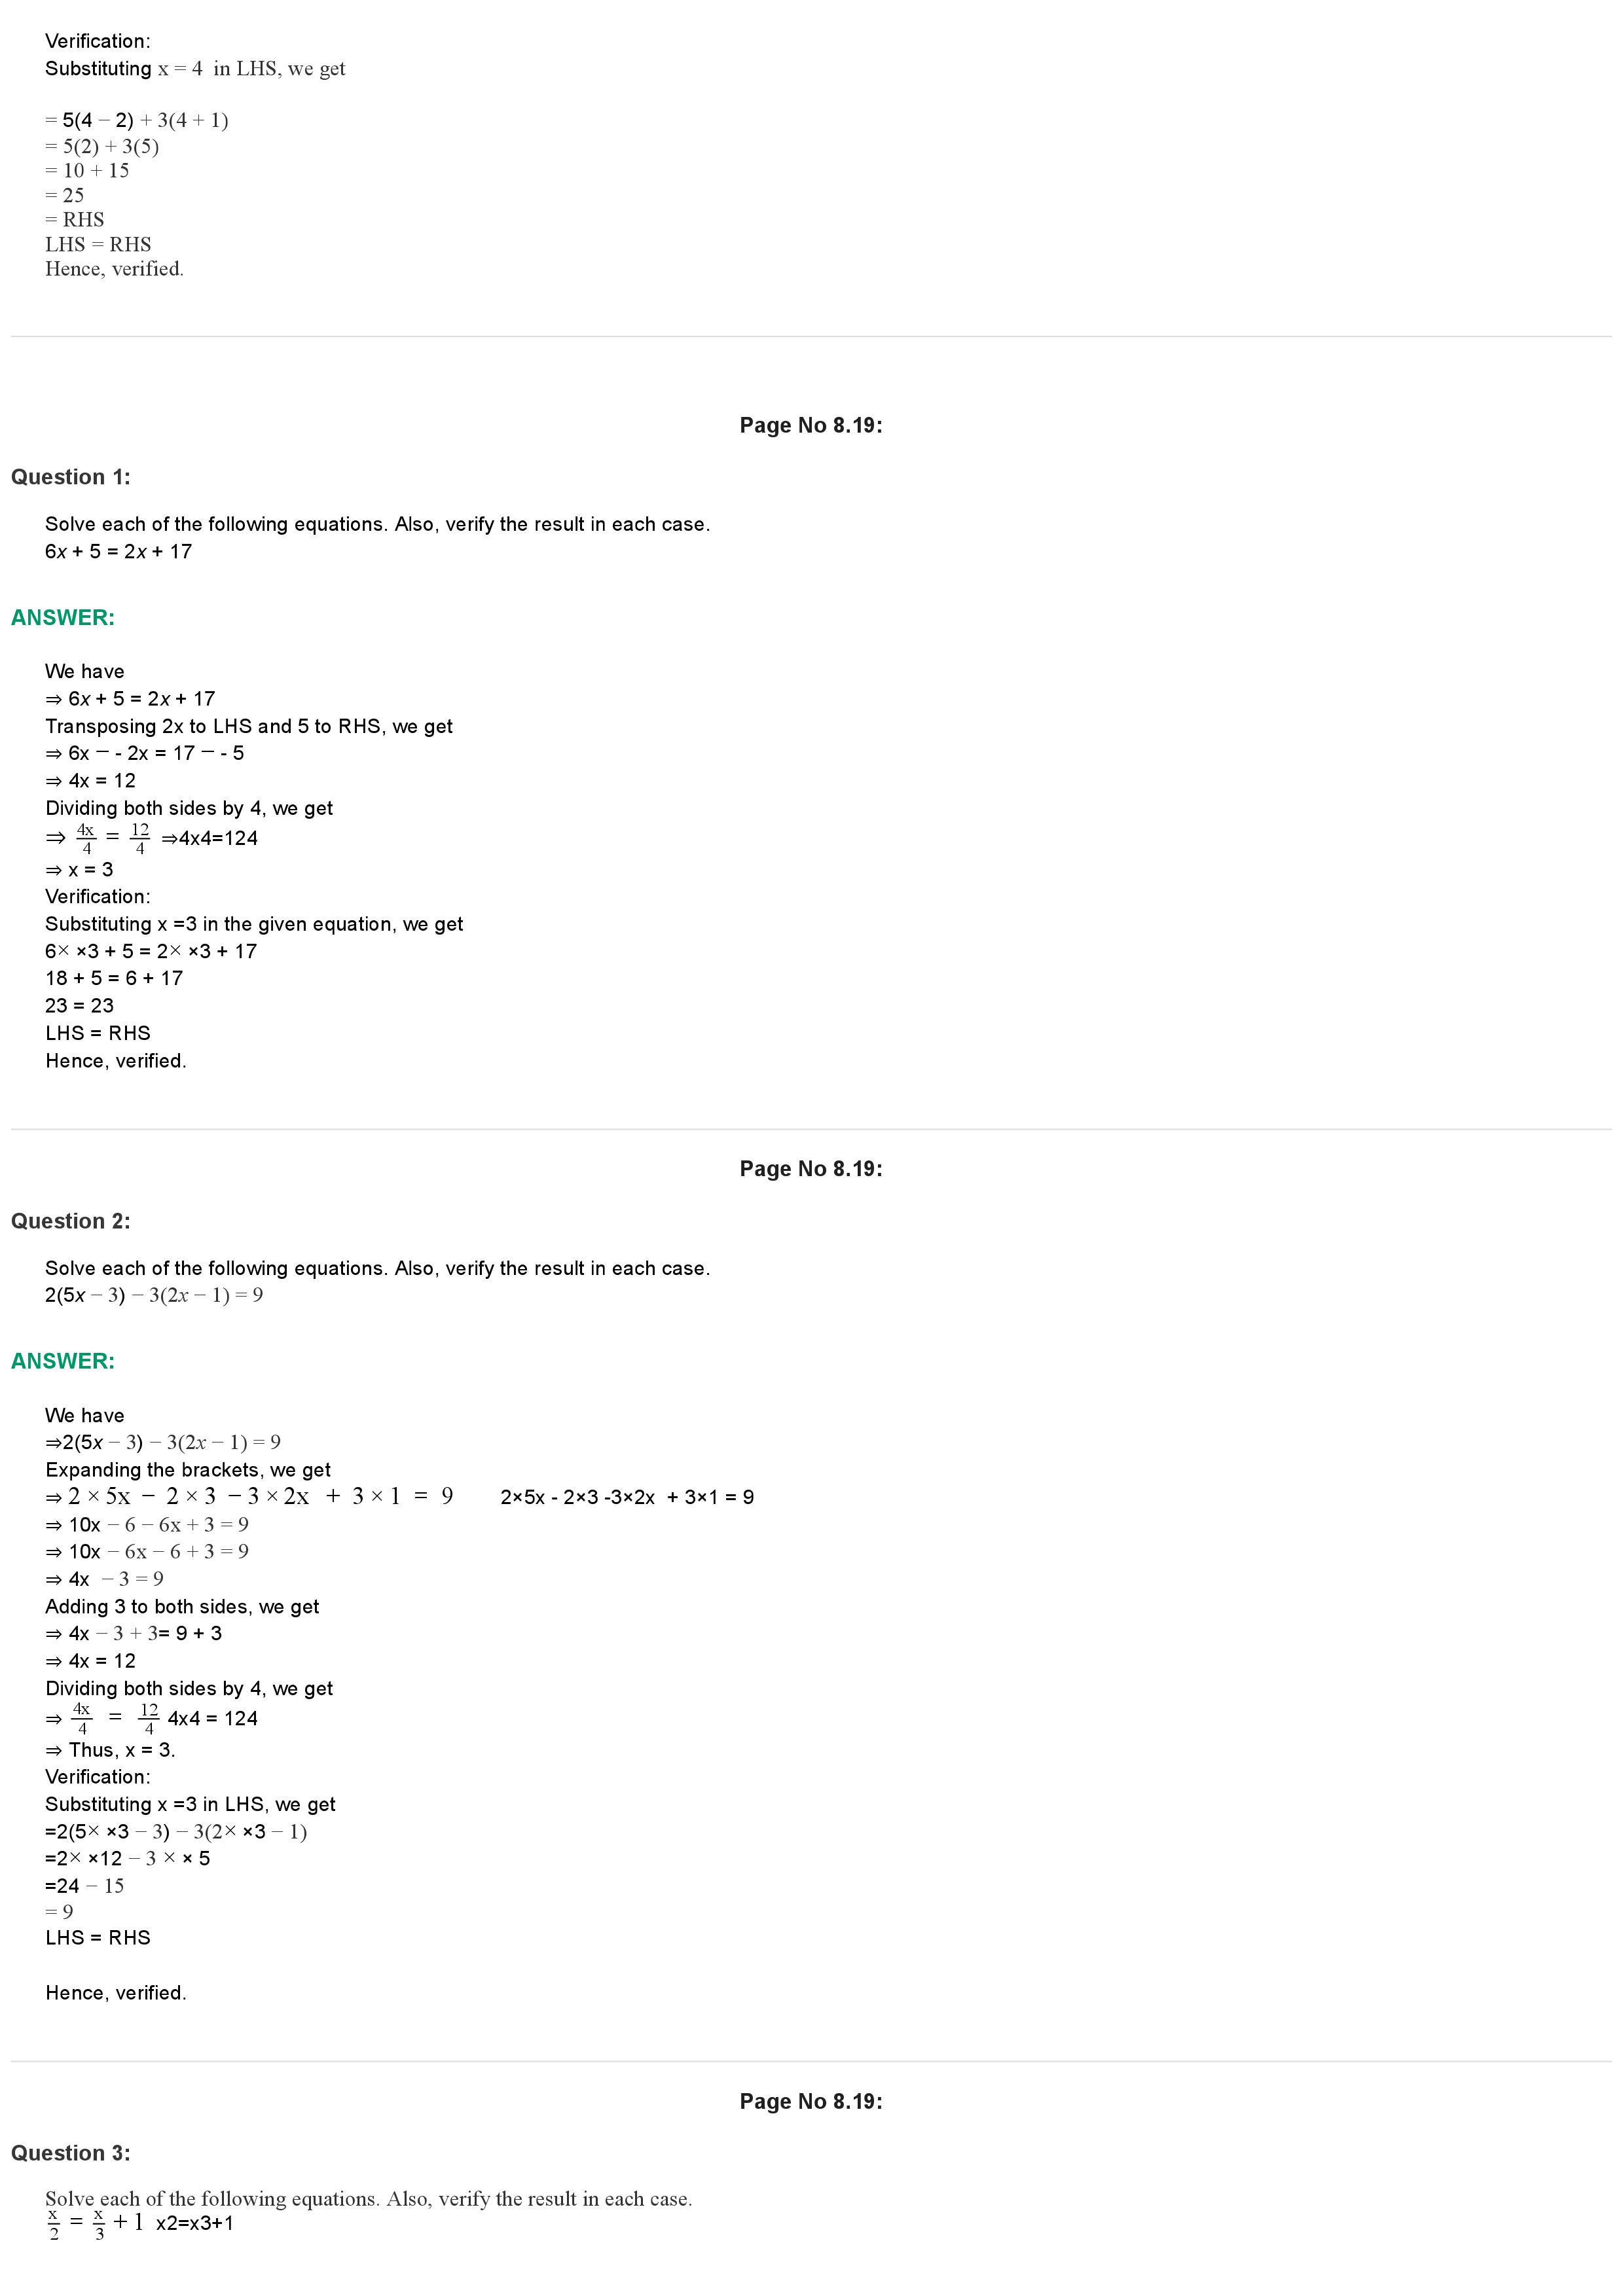 Verification:
Substituting x = 4 in LHS, we get
= 5(4 − 2) + 3(4 + 1)
= 5(2) + 3(5)
= 10 + 15
= 25
= RHS
LHS = RHS
Hence, verified.
Page No 8.19:
Question 1:
Solve each of the following equations. Also, verify the result in each case.
6x + 5 = 2x + 17
ANSWER:
We have
⇒ 6x + 5 = 2x + 17
Transposing 2x to LHS and 5 to RHS, we get
⇒ 6x − - 2x = 17 − - 5
⇒ 4x = 12
Dividing both sides by 4, we get
⇒ 4x/4 = 12/4 ⇒4x4=124
⇒ x = 3
Verification:
Substituting x =3 in the given equation, we get
6× ×3 + 5 = 2× ×3 + 17
18 + 5 = 6 + 17
23 = 23
LHS = RHS
Hence, verified.
Page No 8.19:
Question 2:
Solve each of the following equations. Also, verify the result in each case.
2(5x − 3) − 3(2x − 1) = 9
ANSWER:
We have
⇒2(5x − 3) − 3(2x − 1) = 9
Expanding the brackets, we get
⇒ 2 × 5x − 2 × 3 − 3 × 2x + 3 × 1 = 9 2×5x - 2×3 -3×2x + 3×1 = 9
⇒ 10x − 6 − 6x + 3 = 9
⇒ 10x − 6x − 6 + 3 = 9
⇒ 4x − 3 = 9
Adding 3 to both sides, we get
⇒ 4x − 3 + 3= 9 + 3
⇒ 4x = 12
Dividing both sides by 4, we get
⇒ 4x/4 = 12/4 4x4 = 124
⇒ Thus, x = 3.
Verification:
Substituting x =3 in LHS, we get
=2(5× ×3 − 3) − 3(2× ×3 − 1)
=2× ×12 − 3 × × 5
=24 − 15
= 9
LHS = RHS
Hence, verified.
Page No 8.19:
Question 3:
Solve each of the following equations. Also, verify the result in each case.
x/2 = x/3 + 1 x2=x3+1